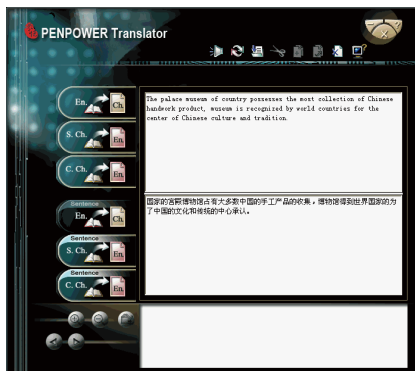 PENPOWER Translator
En. Ch
S. Ch. En
C. Ch. En
Sentence
En. Ch
Sentence
S. Ch. En
Sentence
C. Ch. En
The palace museum of country possesses the most collection of Chinese
handwork product, museum is recognized by world countries for the
center of Chinese culture and tradition.
国家的宫殿博物馆占有大多数中国的手工产品的收集。博物馆得到世界国家的为
了中国的文化和传统的中心承认。